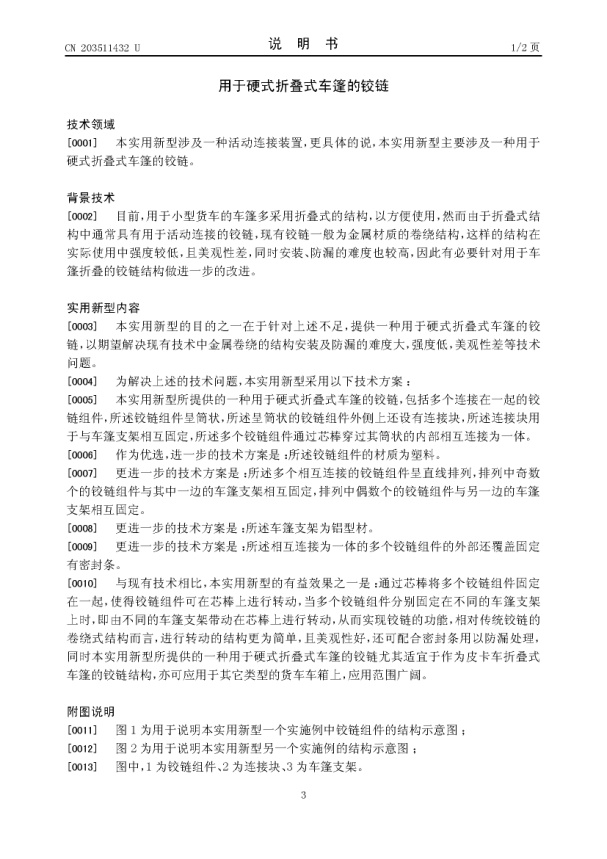 CN 203511432 U
说 明 书
1/2 页
用于硬式折叠式车篷的铰链
技术领域
[0001] 本实用新型涉及一种活动连接装置,更具体的说,本实用新型主要涉及一种用于
硬式折叠式车篷的铰链。
背景技术
[0002] 目前,用于小型货车的车篷多采用折叠式的结构,以方便使用,然而由于折叠式结
构中通常具有用于活动连接的铰链,现有铰链一般为金属材质的卷绕结构,这样的结构在
实际使用中强度较低,且美观性差,同时安装、防漏的难度也较高,因此有必要针对用于车
篷折叠的铰链结构做进一步的改进。
实用新型内容
[0003] 本实用新型的目的之一在于针对上述不足,提供一种用于硬式折叠式车篷的铰
链,以期望解决现有技术中金属卷绕的结构安装及防漏的难度大,强度低,美观性差等技术
问题。
[0004] 为解决上述的技术问题,本实用新型采用以下技术方案:
[0005] 本实用新型所提供的一种用于硬式折叠式车篷的铰链,包括多个连接在一起的铰
链组件,所述铰链组件呈筒状,所述呈筒状的铰链组件外侧上还设有连接块,所述连接块用
于与车篷支架相互固定,所述多个铰链组件通过芯棒穿过其筒状的内部相互连接为一体。
[0006] 作为优选,进一步的技术方案是:所述铰链组件的材质为塑料。
[0007] 更进一步的技术方案是:所述多个相互连接的铰链组件呈直线排列,排列中奇数
个的铰链组件与其中一边的车篷支架相互固定,排列中偶数个的铰链组件与另一边的车篷
支架相互固定。
[0008] 更进一步的技术方案是:所述车篷支架为铝型材。
[0009] 更进一步的技术方案是:所述相互连接为一体的多个铰链组件的外部还覆盖固定
有密封条。
[0010] 与现有技术相比,本实用新型的有益效果之一是:通过芯棒将多个铰链组件固定
在一起,使得铰链组件可在芯棒上进行转动,当多个铰链组件分别固定在不同的车篷支架
上时,即由不同的车篷支架带动在芯棒上进行转动,从而实现铰链的功能,相对传统铰链的
卷绕式结构而言,进行转动的结构更为简单,且美观性好,还可配合密封条用以防漏处理,
同时本实用新型所提供的一种用于硬式折叠式车篷的铰链尤其适宜于作为皮卡车折叠式
车篷的铰链结构,亦可应用于其它类型的货车车箱上,应用范围广阔。
附图说明
[0011] 图 1 为用于说明本实用新型一个实施例中铰链组件的结构示意图;
[0012] 图 2 为用于说明本实用新型另一个实施例的结构示意图;
[0013] 图中,1 为铰链组件、2 为连接块、3 为车篷支架。
3